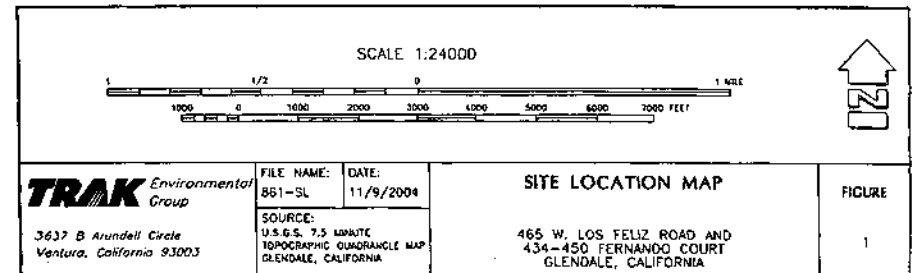 SCALE 1:24000
1 1/2 0 1 MILE
1000 0 1000 2000 3000 4000 5000 6000 7000 FEET
N
TRAK Environmental
Group
3637 B Arundell Circle
Ventura, California 93003
FILE NAME:
861-SL
DATE:
11/9/2004
SOURCE:
U.S.G.S. 7.5 MINUTE
TOPOGRAPHIC QUADRANGLE MAP
GLENDALE, CALIFORNIA
SITE LOCATION MAP
465 W. LOS FELIZ ROAD AND
434-450 FERNANDO COURT
GLENDALE, CALIFORNIA
FIGURE
1